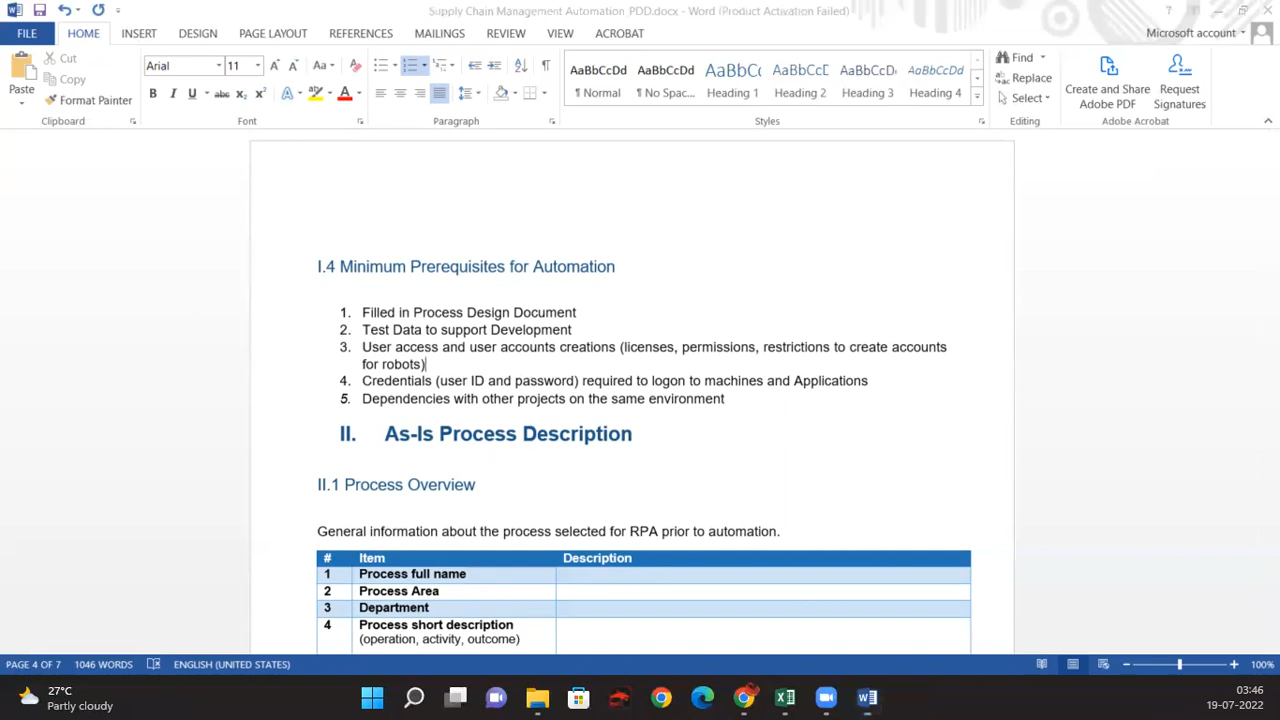 Supply Chain Management Automation PDD.docx - Word (Product Activation Failed)
FILE HOME INSERT DESIGN PAGE LAYOUT REFERENCES MAILINGS REVIEW VIEW ACROBAT Microsoft account
Paste
Cut
Copy
Format Painter
Clipboard
Arial 11
Font
Paragraph
AaBbCcDd AaBbCcDd AaBbCc AaBbCcC AaBbCcD AaBbCcDd
¶ Normal ¶ No Spac... Heading 1 Heading 2 Heading 3 Heading 4
Styles
Find
Replace
Select
Editing
Create and Share
Adobe PDF
Request
Signatures
Adobe Acrobat
I.4 Minimum Prerequisites for Automation
1. Filled in Process Design Document
2. Test Data to support Development
3. User access and user accounts creations (licenses, permissions, restrictions to create accounts
for robots)
4. Credentials (user ID and password) required to logon to machines and Applications
5. Dependencies with other projects on the same environment
II. As-Is Process Description
II.1 Process Overview
General information about the process selected for RPA prior to automation.
# Item Description
1 Process full name
2 Process Area
3 Department
4 Process short description
(operation, activity, outcome)
PAGE 4 OF 7 1046 WORDS ENGLISH (UNITED STATES) 100%
27°C
Partly cloudy
03:46
19-07-2022